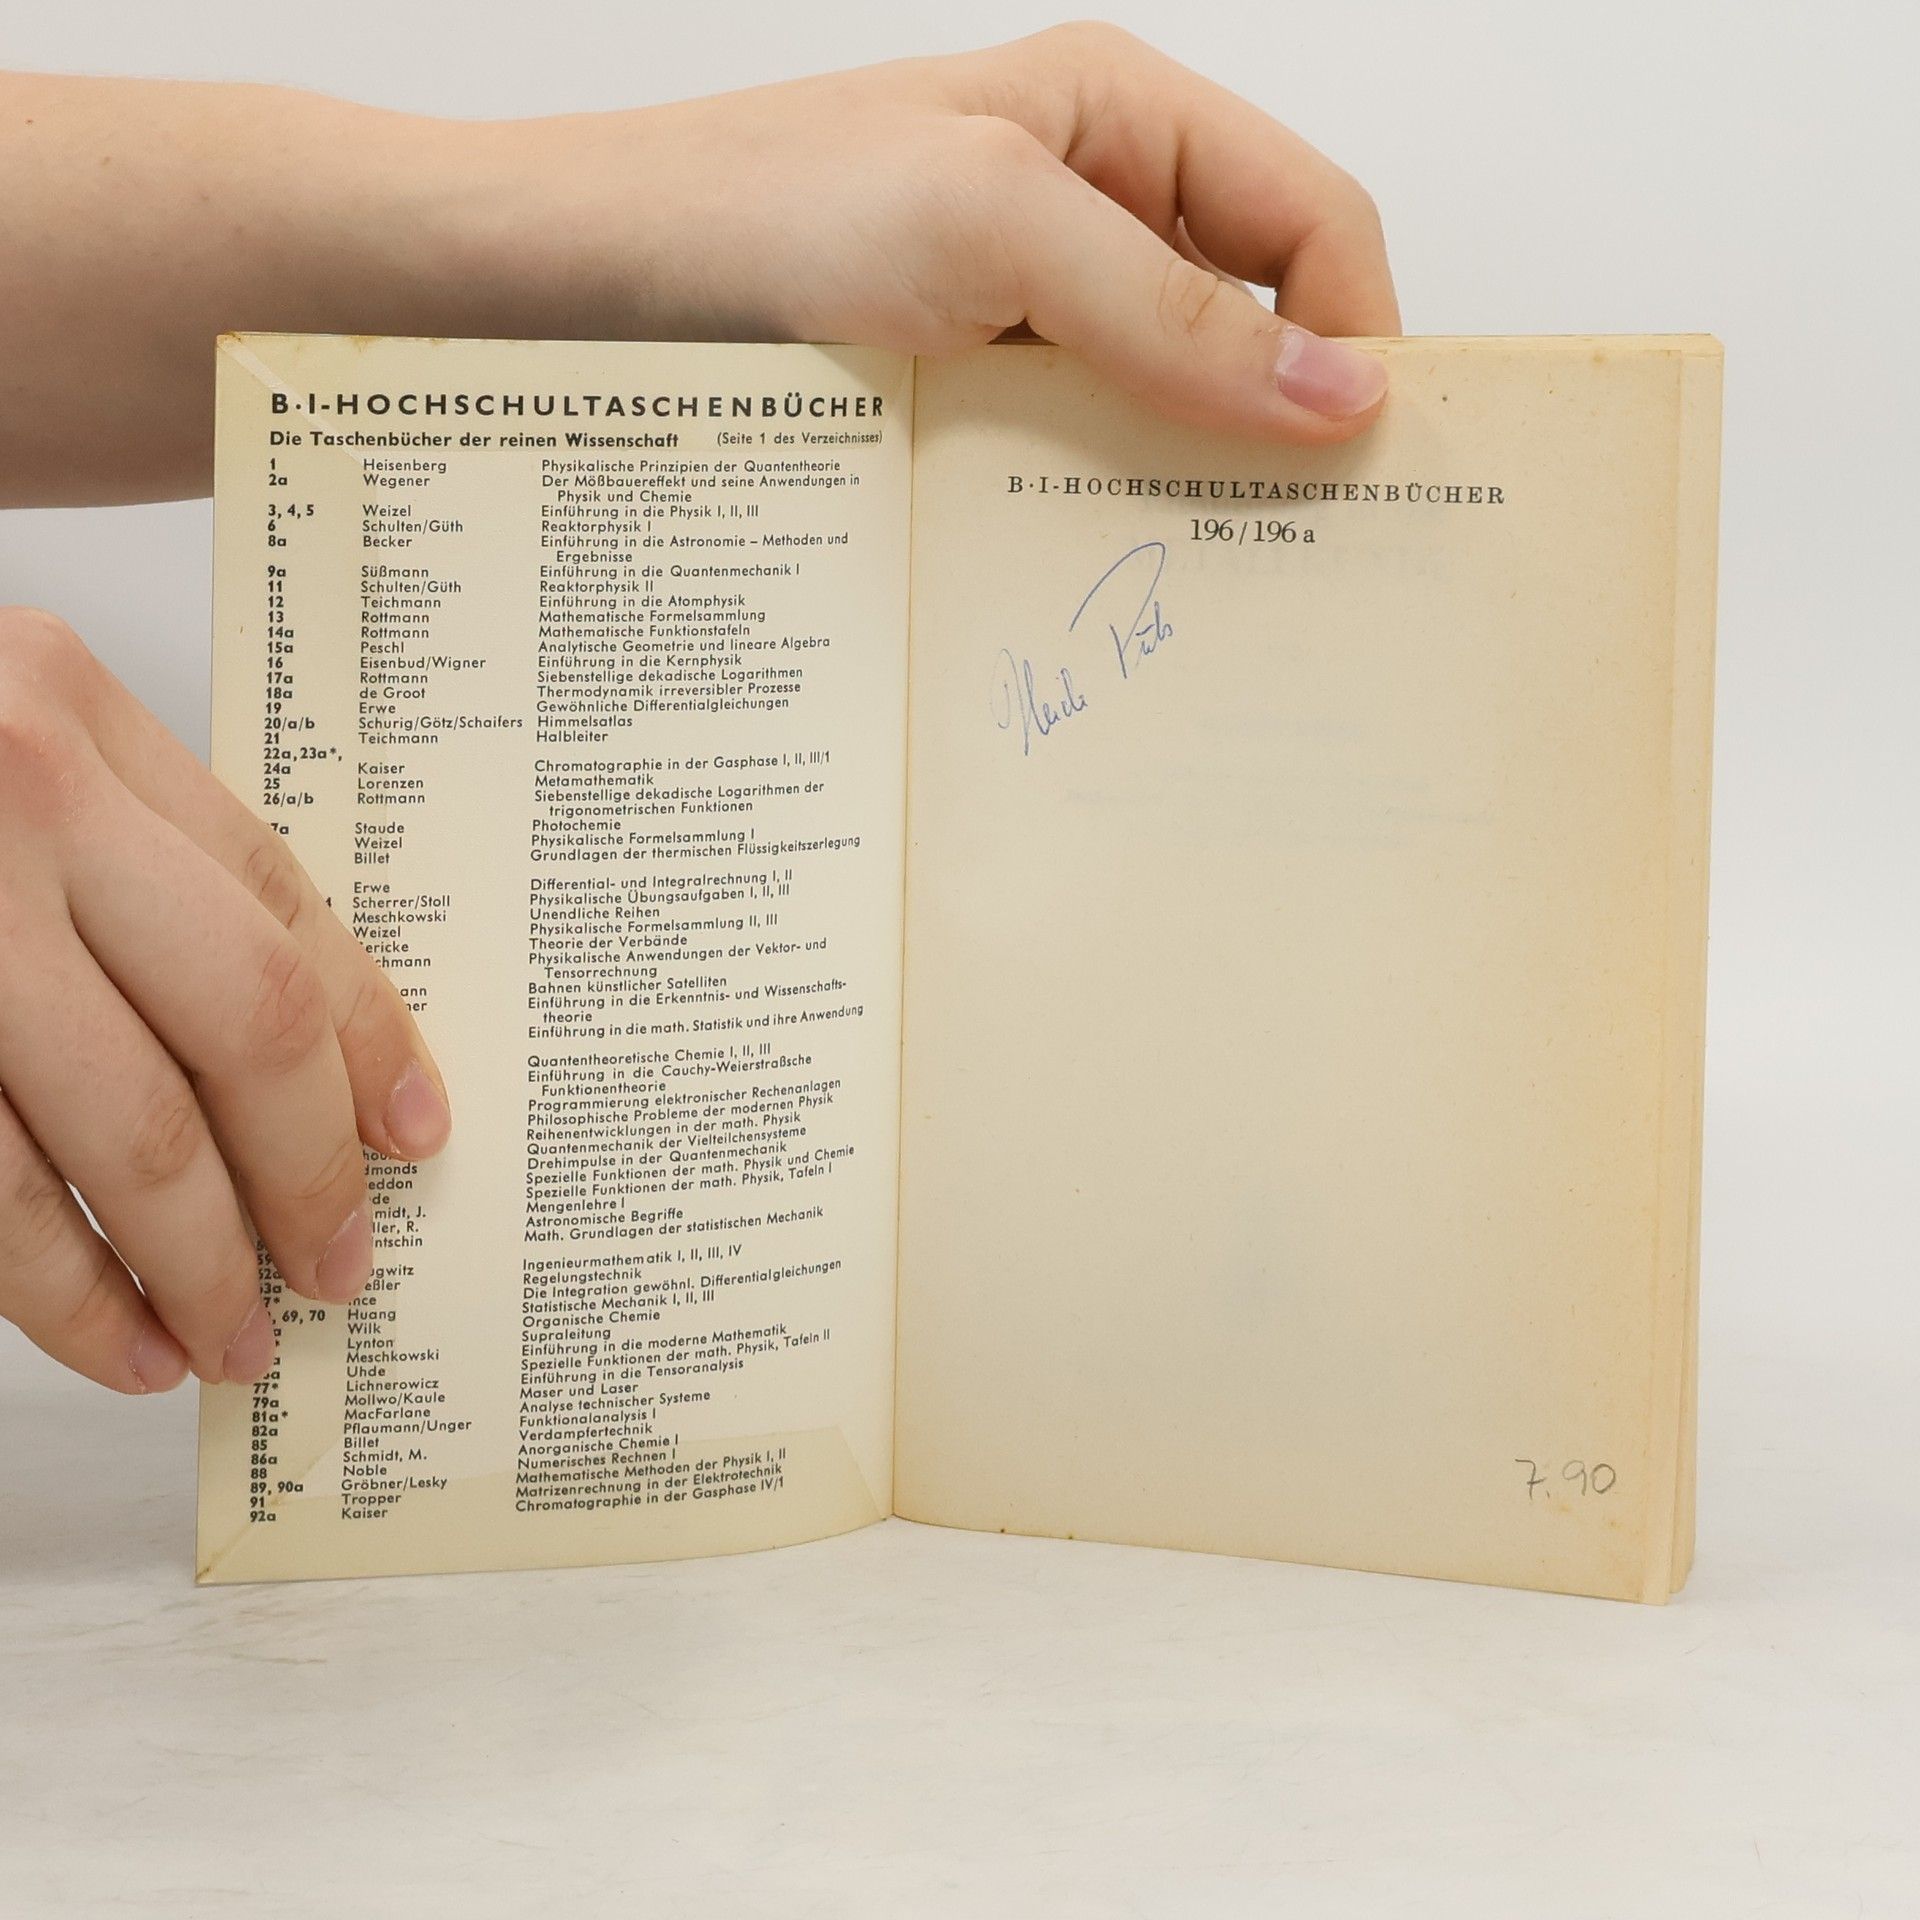 B·I-HOCHSCHULTASCHENBÜCHER
Die Taschenbücher der reinen Wissenschaft (Seite 1 des Verzeichnisses)
1 Heisenberg Physikalische Prinzipien der Quantentheorie
2a Wegener Der Mößbauereffekt und seine Anwendungen in
Physik und Chemie
3, 4, 5 Weizel Einführung in die Physik I, II, III
6 Schulten/Güth Reaktorphysik I
8a Becker Einführung in die Astronomie – Methoden und
Ergebnisse
9a Süßmann Einführung in die Quantenmechanik I
11 Schulten/Güth Reaktorphysik II
12 Teichmann Einführung in die Atomphysik
13 Rottmann Mathematische Formelsammlung
14a Rottmann Mathematische Funktionstafeln
15a Peschl Analytische Geometrie und lineare Algebra
16 Eisenbud/Wigner Einführung in die Kernphysik
17a Rottmann Siebenstellige dekadische Logarithmen
18a de Groot Thermodynamik irreversibler Prozesse
19 Erwe Gewöhnliche Differentialgleichungen
20/a/b Schurig/Götz/Schaifers Himmelsatlas
21 Teichmann Halbleiter
22a, 23a*,
24a Kaiser Chromatographie in der Gasphase I, II, III/1
25 Lorenzen Metamathematik
26/a/b Rottmann Siebenstellige dekadische Logarithmen der
trigonometrischen Funktionen
7a Staude Photochemie
Weizel Physikalische Formelsammlung I
Billet Grundlagen der thermischen Flüssigkeitszerlegung
Erwe Differential- und Integralrechnung I, II
Scherrer/Stoll Physikalische Übungsaufgaben I, II, III
Meschkowski Unendliche Reihen
Weizel Physikalische Formelsammlung II, III
ericke Theorie der Verbände
chmann Physikalische Anwendungen der Vektor- und
Tensorrechnung
ann Bahnen künstlicher Satelliten
ner Einführung in die Erkenntnis- und Wissenschafts-
theorie
Einführung in die math. Statistik und ihre Anwendung
Quantentheoretische Chemie I, II, III
Einführung in die Cauchy-Weierstraßsche
Funktionentheorie
Programmierung elektronischer Rechenanlagen
Philosophische Probleme der modernen Physik
Reihenentwicklungen in der math. Physik
Quantenmechanik der Vielteilchensysteme
dmonds Drehimpulse in der Quantenmechanik
eddon Spezielle Funktionen der math. Physik und Chemie
de Spezielle Funktionen der math. Physik, Tafeln I
Mengenlehre I
midt, J. Astronomische Begriffe
ller, R. Math. Grundlagen der statistischen Mechanik
ntschin
ugwitz Ingenieurmathematik I, II, III, IV
eßler Regelungstechnik
nce Die Integration gewöhnl. Differentialgleichungen
, 69, 70 Huang Statistische Mechanik I, II, III
Wilk Organische Chemie
Lynton Supraleitung
Meschkowski Einführung in die moderne Mathematik
Uhde Spezielle Funktionen der math. Physik, Tafeln II
77* Lichnerowicz Einführung in die Tensoranalysis
79a Mollwo/Kaule Maser und Laser
81a* MacFarlane Analyse technischer Systeme
82a Pflaumann/Unger Funktionalanalysis I
85 Billet Verdampfertechnik
86a Schmidt, M. Anorganische Chemie I
88 Noble Numerisches Rechnen I
89, 90a Gröbner/Lesky Mathematische Methoden der Physik I, II
91 Tropper Matrizenrechnung in der Elektrotechnik
92a Kaiser Chromatographie in der Gasphase IV/1
B·I-HOCHSCHULTASCHENBÜCHER
196/196 a
7.90